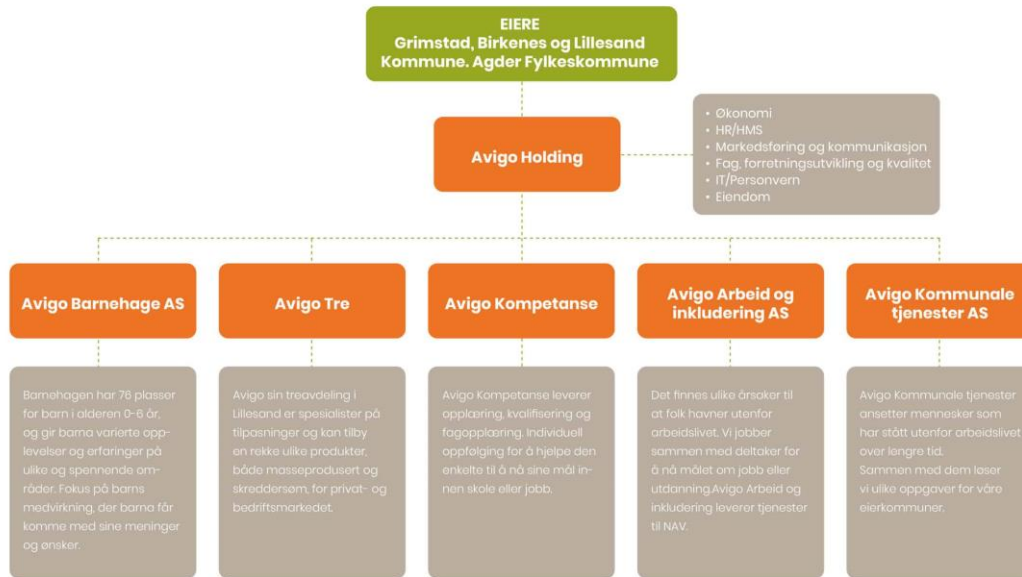 EIERE
Grimstad, Birkenes og Lillesand
Kommune. Agder Fylkeskommune
Avigo Holding
• Økonomi
• HR/HMS
• Markedsføring og kommunikasjon
• Fag, forretningsutvikling og kvalitet
• IT/Personvern
• Eiendom
Avigo Barnehage AS
Avigo Tre
Avigo Kompetanse
Avigo Arbeid og
inkludering AS
Avigo Kommunale
tjenester AS
Barnehagen har 76 plasser
for barn i alderen 0-6 år,
og gir barna varierte opp-
levelser og erfaringer på
ulike og spennende om-
råder. Fokus på barns
medvirkning, der barna får
komme med sine meninger
og ønsker.
Avigo sin treavdeling i
Lillesand er spesialister på
tilpasninger og kan tilby
en rekke ulike produkter,
både masseprodusert og
skreddersøm, for privat- og
bedriftsmarkedet.
Avigo Kompetanse leverer
opplæring, kvalifisering og
fagopplæring. Individuell
oppfølging for å hjelpe den
enkelte til å nå sine mål in-
nen skole eller jobb.
Det finnes ulike årsaker til
at folk havner utenfor
arbeidslivet. Vi jobber
sammen med deltaker for
å nå målet om jobb eller
utdanning.Avigo Arbeid og
inkludering leverer tjenester
til NAV.
Avigo Kommunale tjenester
ansetter mennesker som
har stått utenfor arbeidslivet
over lengre tid.
Sammen med dem løser
vi ulike oppgaver for våre
eierkommuner.